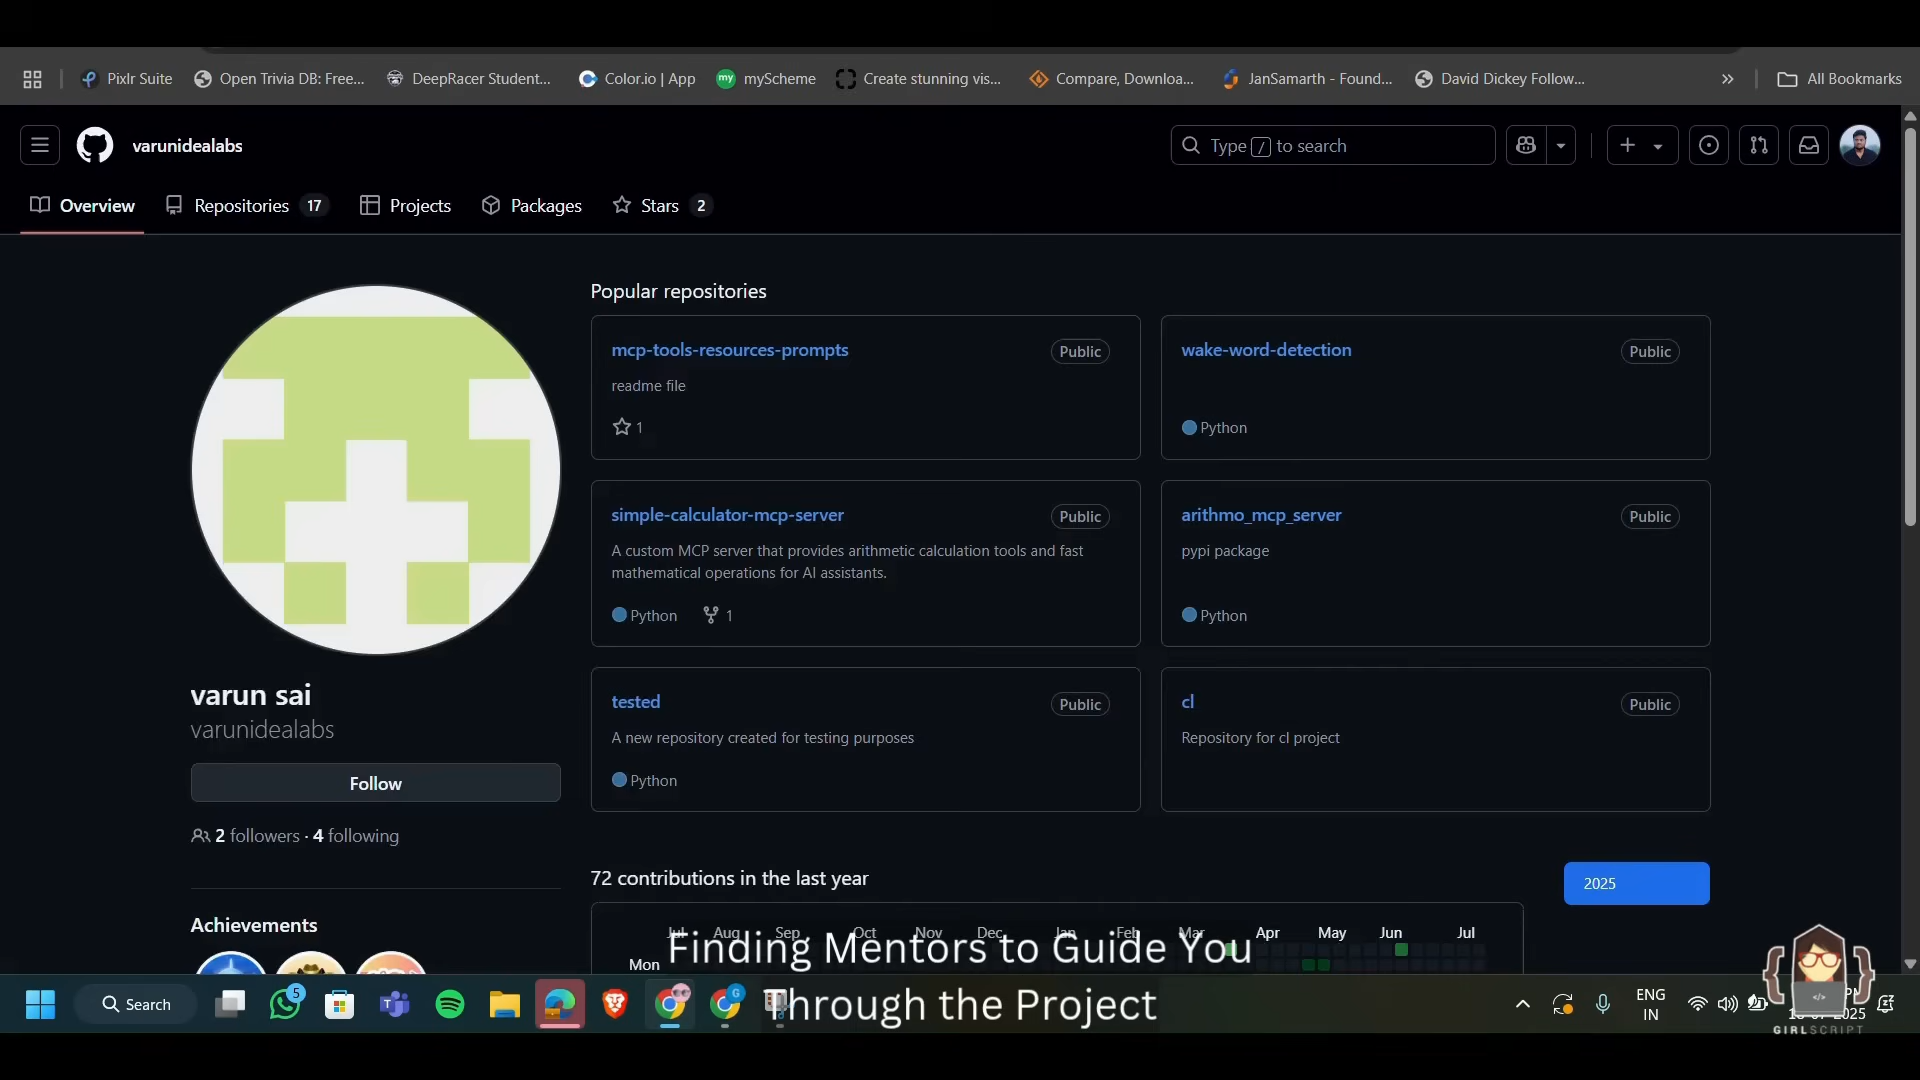 Pixlr Suite
Open Trivia DB: Free...
DeepRacer Student...
Color.io | App
my
myScheme
Create stunning vis...
Compare, Downloa...
JanSamarth - Found...
David Dickey Follow...
»
All Bookmarks
varunidealabs
Type / to search
Overview
Repositories 17
Projects
Packages
Stars 2
Popular repositories
mcp-tools-resources-prompts
Public
readme file
1
wake-word-detection
Public
Python
simple-calculator-mcp-server
Public
A custom MCP server that provides arithmetic calculation tools and fast
mathematical operations for AI assistants.
Python 1
arithmo_mcp_server
Public
pypi package
Python
varun sai
varunidealabs
Follow
2 followers · 4 following
tested
Public
A new repository created for testing purposes
Python
cl
Public
Repository for cl project
72 contributions in the last year
2025
Achievements
Jul Aug Sep Oct Nov Dec Jan Feb Mar Apr May Jun Jul
Mon
Finding Mentors to Guide You
Through the Project
Search
5
G
ENG
IN
GIRLSCRIPT